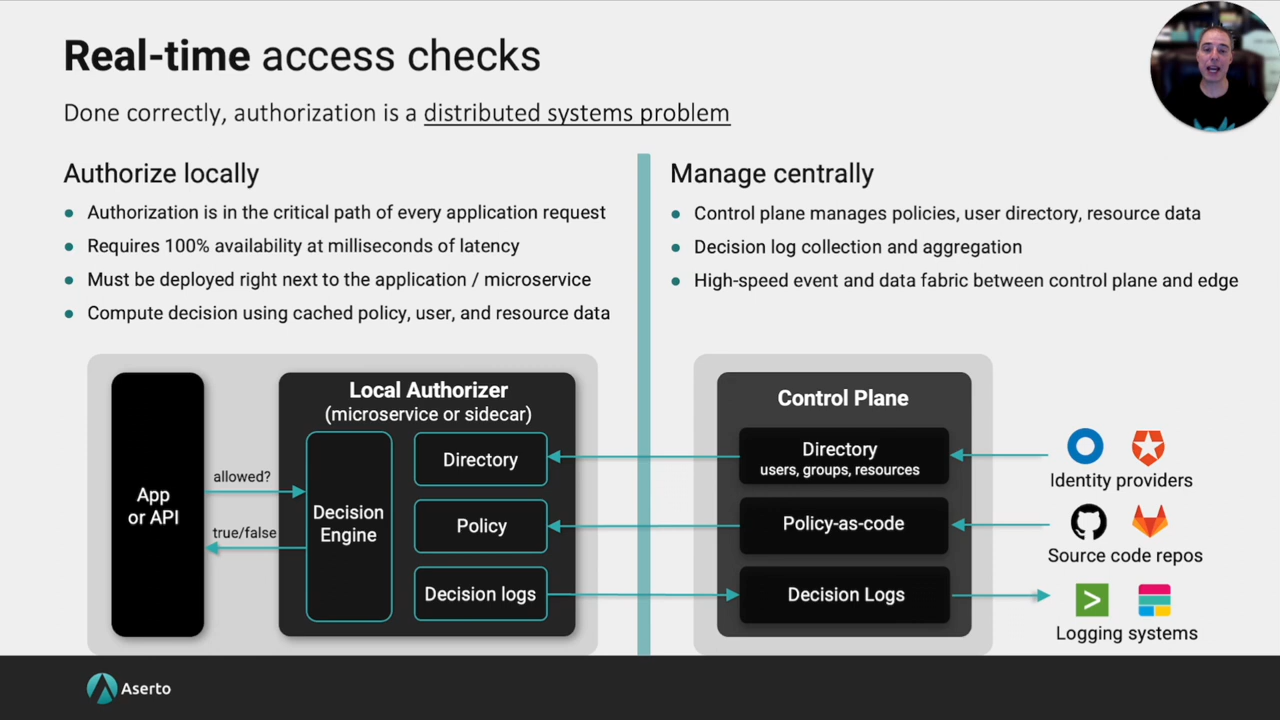 Real-time access checks
Done correctly, authorization is a distributed systems problem
Authorize locally
Authorization is in the critical path of every application request
Requires 100% availability at milliseconds of latency
Must be deployed right next to the application / microservice
Compute decision using cached policy, user, and resource data
Manage centrally
Control plane manages policies, user directory, resource data
Decision log collection and aggregation
High-speed event and data fabric between control plane and edge
App
or API
allowed?
true/false
Local Authorizer
(microservice or sidecar)
Decision
Engine
Directory
Policy
Decision logs
Control Plane
Directory
users, groups, resources
Policy-as-code
Decision Logs
Identity providers
Source code repos
Logging systems
Aserto